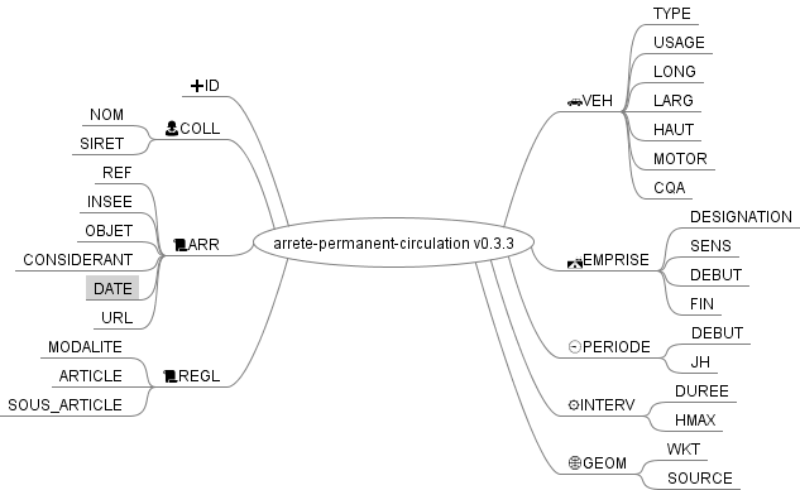 arrete-permanent-circulation v0.3.3
ID
COLL
NOM
SIRET
ARR
REF
INSEE
OBJET
CONSIDERANT
DATE
URL
REGL
MODALITE
ARTICLE
SOUS_ARTICLE
VEH
TYPE
USAGE
LONG
LARG
HAUT
MOTOR
CQA
EMPRISE
DESIGNATION
SENS
DEBUT
FIN
PERIODE
DEBUT
JH
INTERV
DUREE
HMAX
GEOM
WKT
SOURCE